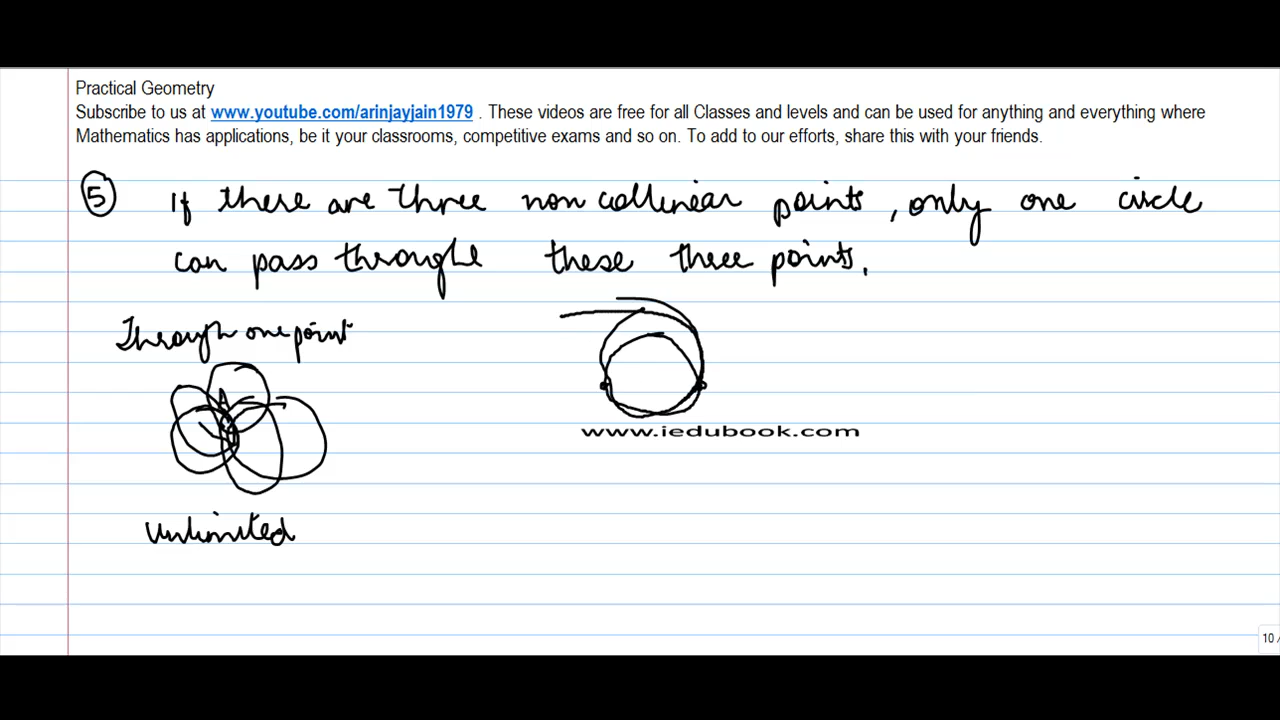 Practical Geometry
Subscribe to us at www.youtube.com/arinjayjain1979 . These videos are free for all Classes and levels and can be used for anything and everything where
Mathematics has applications, be it your classrooms, competitive exams and so on. To add to our efforts, share this with your friends.
5 If there are three non collinear points, only one circle
can pass through these three points.
Through one point
A
www.iedubook.com
Unlimited
10 /